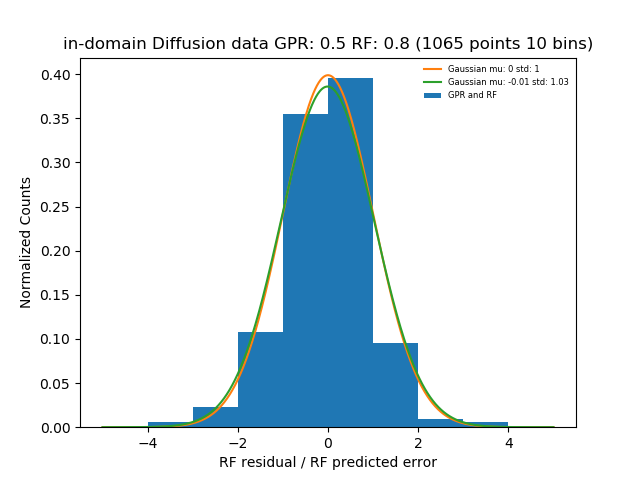 in-domain Diffusion data GPR: 0.5 RF: 0.8 (1065 points 10 bins)
Gaussian mu: 0 std: 1
Gaussian mu: -0.01 std: 1.03
GPR and RF
Normalized Counts
0.40
0.35
0.30
0.25
0.20
0.15
0.10
0.05
0.00
−4 −2 0 2 4
RF residual / RF predicted error